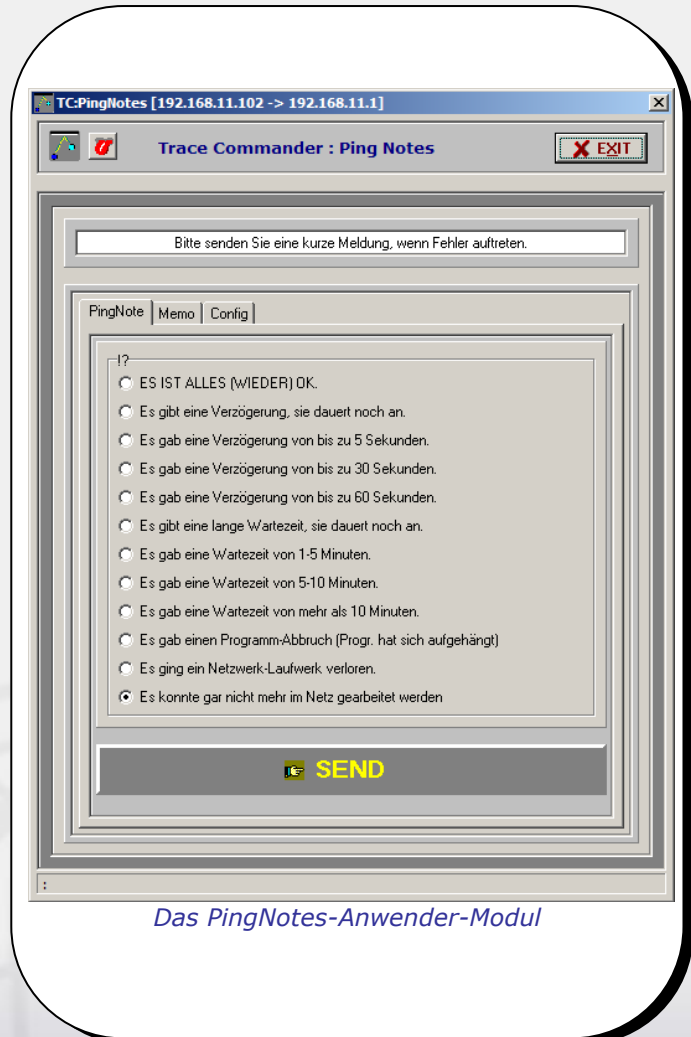 TC:PingNotes [192.168.11.102 -> 192.168.11.1]
Trace Commander : Ping Notes
EXIT
Bitte senden Sie eine kurze Meldung, wenn Fehler auftreten.
PingNote Memo Config
!?
ES IST ALLES (WIEDER) OK.
Es gibt eine Verzögerung, sie dauert noch an.
Es gab eine Verzögerung von bis zu 5 Sekunden.
Es gab eine Verzögerung von bis zu 30 Sekunden.
Es gab eine Verzögerung von bis zu 60 Sekunden.
Es gibt eine lange Wartezeit, sie dauert noch an.
Es gab eine Wartezeit von 1-5 Minuten.
Es gab eine Wartezeit von 5-10 Minuten.
Es gab eine Wartezeit von mehr als 10 Minuten.
Es gab einen Programm-Abbruch (Progr. hat sich aufgehängt)
Es ging ein Netzwerk-Laufwerk verloren.
Es konnte gar nicht mehr im Netz gearbeitet werden
SEND
:
Das PingNotes-Anwender-Modul